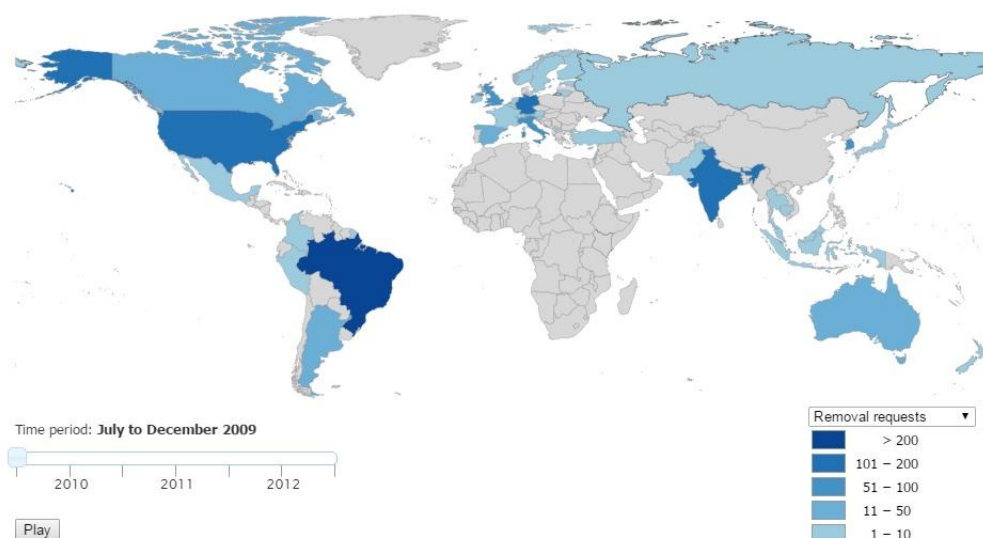 Time period: July to December 2009
2010 2011 2012
Play
Removal requests ▼
> 200
101 – 200
51 – 100
11 – 50
1 – 10